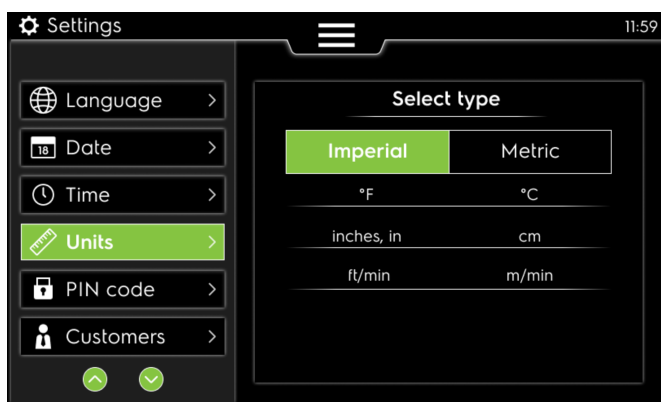 Settings
11:59
Language
18 Date
Time
Units
PIN code
Customers
Select type
Imperial Metric
°F °C
inches, in cm
ft/min m/min